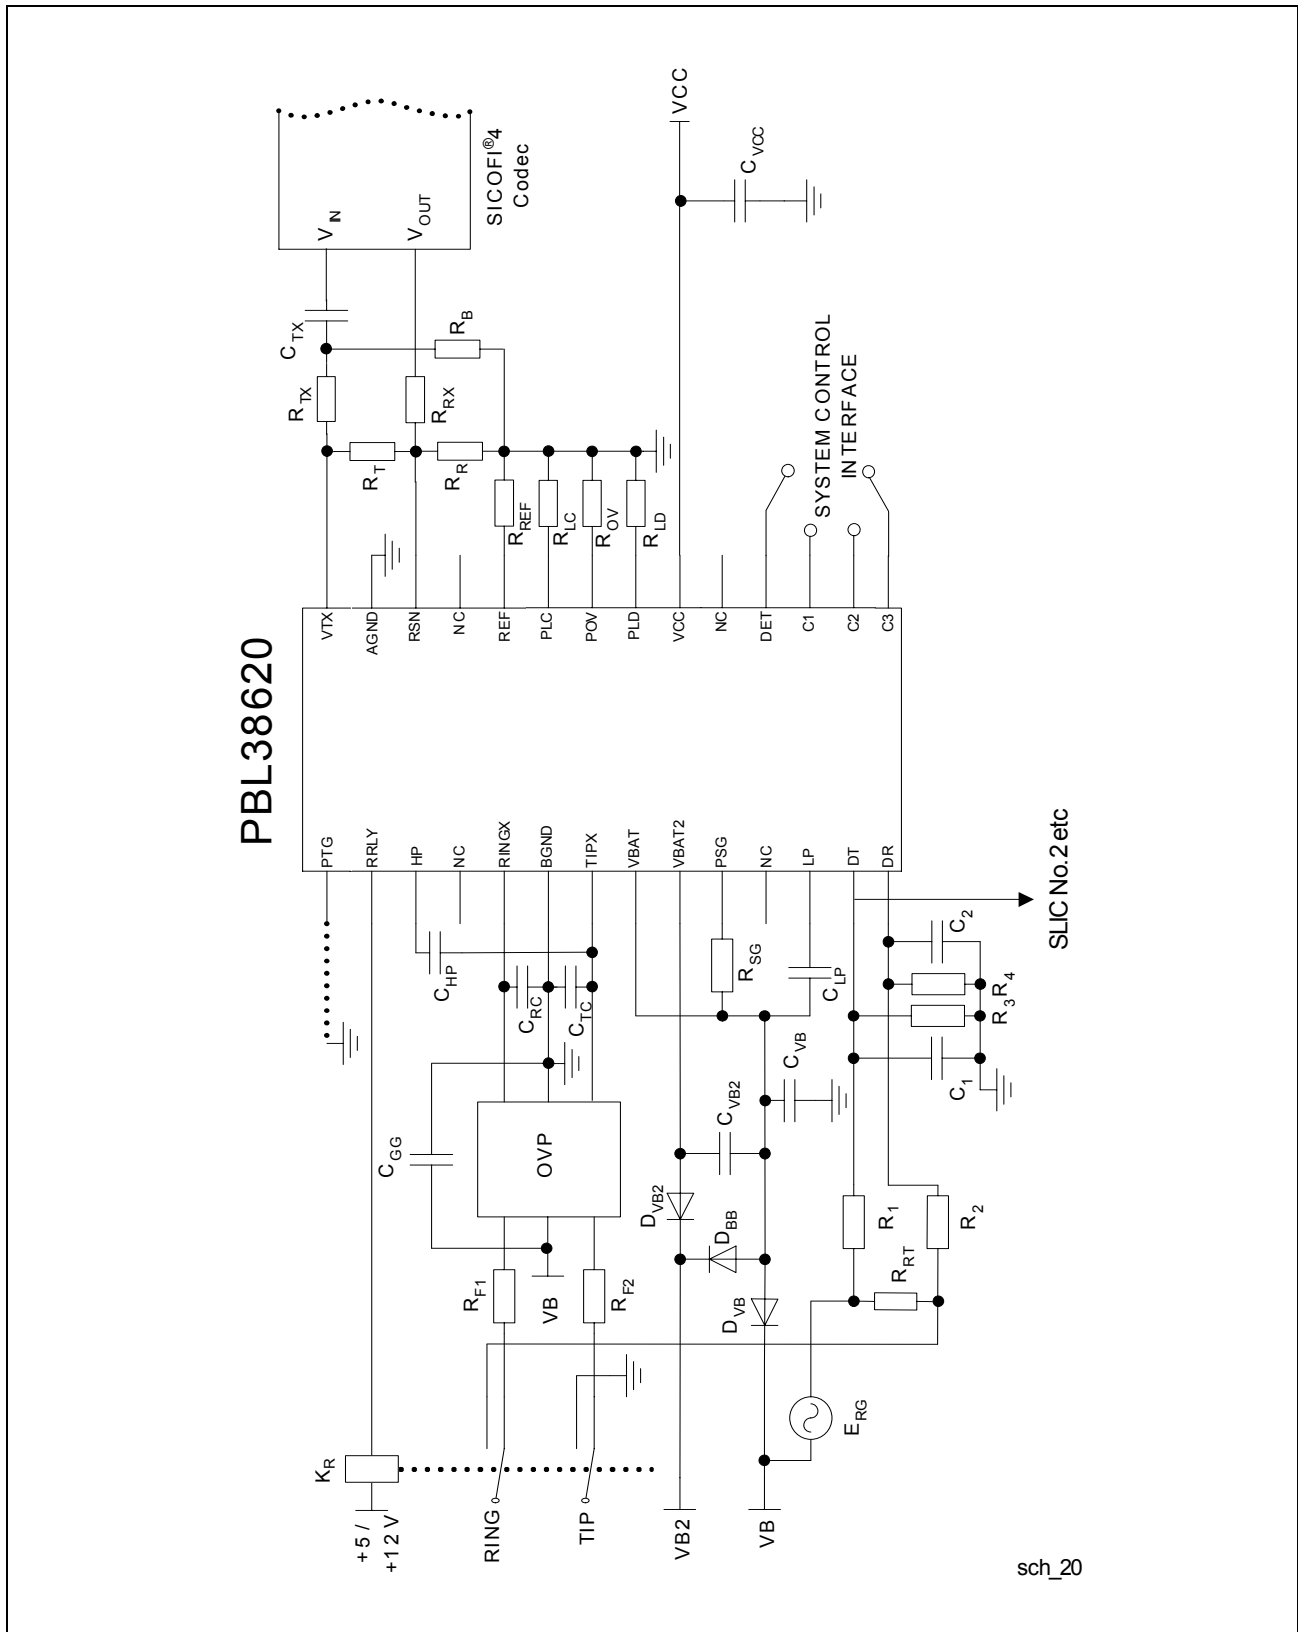 PBL38620
K_R
+5 /
+12 V
RING
TIP
VB2
VB
R_F1
VB
R_F2
C_GG
OVP
C_HP
C_RC
C_TC
D_VB2
D_BB
D_VB
C_VB2
C_VB
R_SG
C_LP
E_RG
R_RT
R_1
R_2
C_1
R_3
R_4
C_2
SLIC No.2 etc
PTG
RRLY
HP
NC
RINGX
BGND
TIPX
VBAT
VBAT2
PSG
NC
LP
DT
DR
VTX
AGND
RSN
NC
REF
PLC
POV
PLD
VCC
NC
DET
C1
C2
C3
R_T
R_R
R_TX
R_RX
C_TX
R_B
R_REF
R_LC
R_OV
R_LD
V_IN
V_OUT
SICOFI®4
Codec
VCC
C_VCC
SYSTEM CONTROL
INTERFACE
sch_20